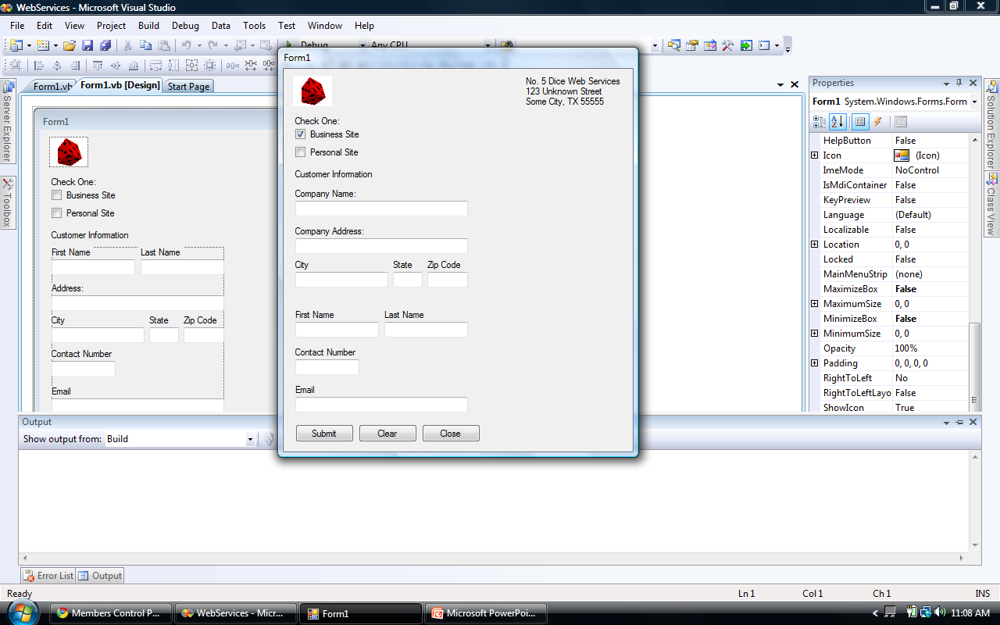 WebServices - Microsoft Visual Studio
File Edit View Project Build Debug Data Tools Test Window Help
Debug Any CPU
Form1.vb Form1.vb [Design] Start Page
Server Explorer
Toolbox
Form1
Check One:
Business Site
Personal Site
Customer Information
First Name Last Name
Address:
City State Zip Code
Contact Number
Email
Form1
No. 5 Dice Web Services
123 Unknown Street
Some City, TX 55555
Check One:
Business Site
Personal Site
Customer Information
Company Name:
Company Address:
City State Zip Code
First Name Last Name
Contact Number
Email
Submit Clear Close
Properties
Form1 System.Windows.Forms.Form
HelpButton False
Icon (Icon)
ImeMode NoControl
IsMdiContainer False
KeyPreview False
Language (Default)
Localizable False
Location 0, 0
Locked False
MainMenuStrip (none)
MaximizeBox False
MaximumSize 0, 0
MinimizeBox False
MinimumSize 0, 0
Opacity 100%
Padding 0, 0, 0, 0
RightToLeft No
RightToLeftLayo False
ShowIcon True
Solution Explorer
Class View
Output
Show output from: Build
Error List Output
Ready Ln 1 Col 1 Ch 1 INS
Members Control P... WebServices - Micr... Form1 Microsoft PowerPoi... 11:08 AM